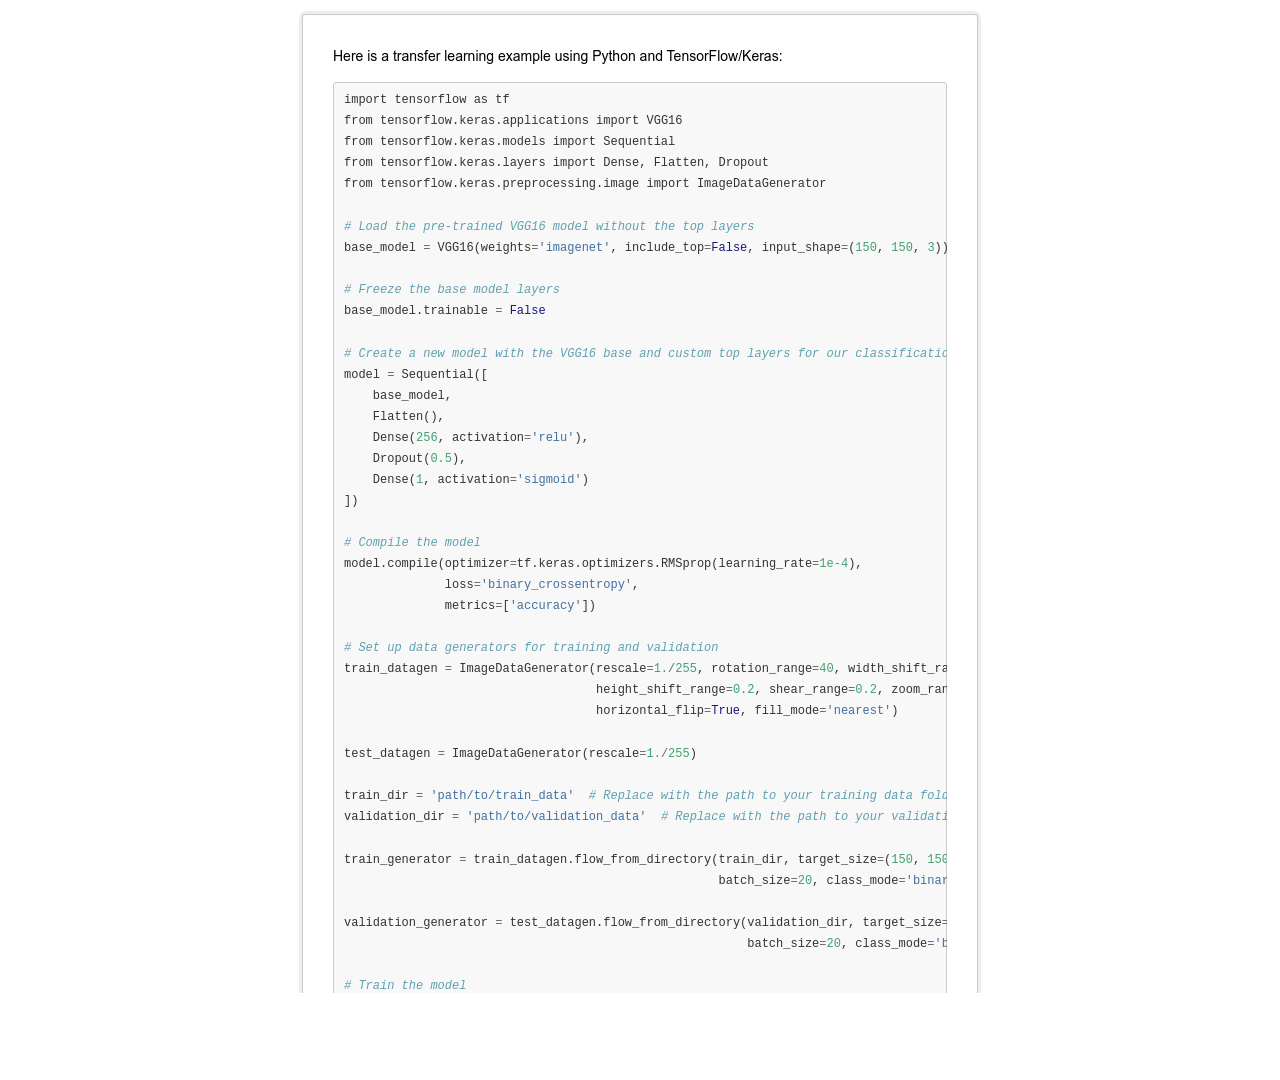 Here is a transfer learning example using Python and TensorFlow/Keras:
import tensorflow as tf
from tensorflow.keras.applications import VGG16
from tensorflow.keras.models import Sequential
from tensorflow.keras.layers import Dense, Flatten, Dropout
from tensorflow.keras.preprocessing.image import ImageDataGenerator
# Load the pre-trained VGG16 model without the top layers
base_model = VGG16(weights='imagenet', include_top=False, input_shape=(150, 150, 3))
# Freeze the base model layers
base_model.trainable = False
# Create a new model with the VGG16 base and custom top layers for our classificatio
model = Sequential([
    base_model,
    Flatten(),
    Dense(256, activation='relu'),
    Dropout(0.5),
    Dense(1, activation='sigmoid')
])
# Compile the model
model.compile(optimizer=tf.keras.optimizers.RMSprop(learning_rate=1e-4),
              loss='binary_crossentropy',
              metrics=['accuracy'])
# Set up data generators for training and validation
train_datagen = ImageDataGenerator(rescale=1./255, rotation_range=40, width_shift_ra
                                   height_shift_range=0.2, shear_range=0.2, zoom_ran
                                   horizontal_flip=True, fill_mode='nearest')
test_datagen = ImageDataGenerator(rescale=1./255)
train_dir = 'path/to/train_data'  # Replace with the path to your training data fold
validation_dir = 'path/to/validation_data'  # Replace with the path to your validati
train_generator = train_datagen.flow_from_directory(train_dir, target_size=(150, 150
                                                    batch_size=20, class_mode='binar
validation_generator = test_datagen.flow_from_directory(validation_dir, target_size=
                                                        batch_size=20, class_mode='b
# Train the model